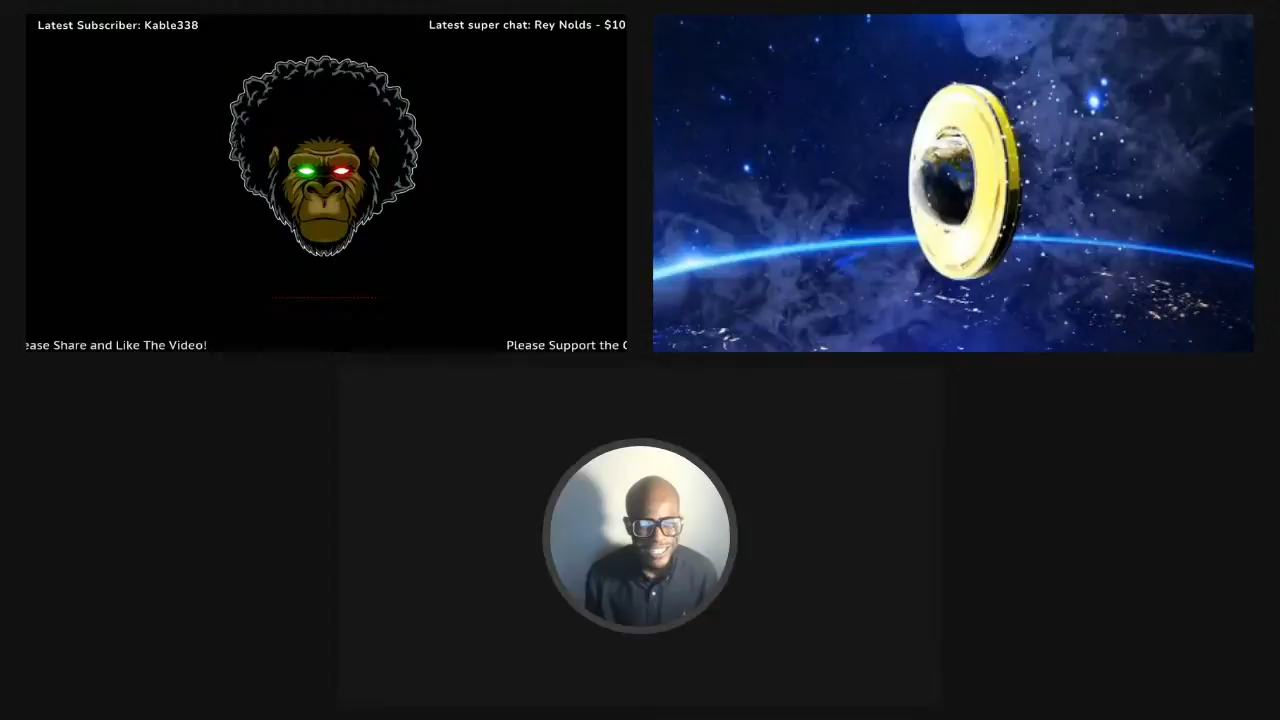 Latest Subscriber: Kable338
Latest super chat: Rey Nolds - $10
ease Share and Like The Video!
Please Support the